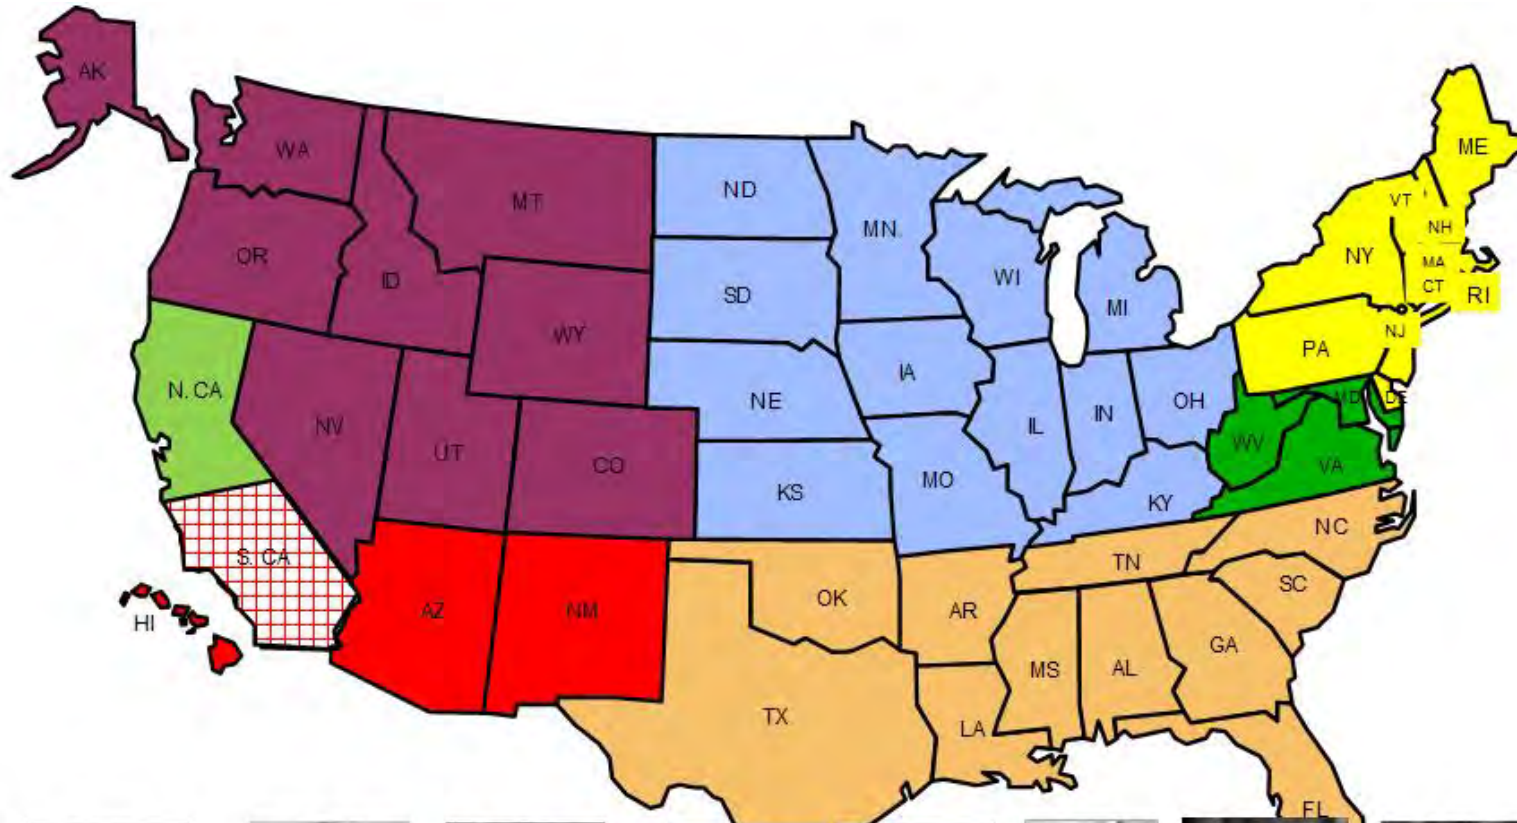 AK
WA
MT
ND
MN
ME
VT
NH
OR
ID
NY
MA
WI
SD
MI
CT
RI
WY
NJ
PA
IA
N. CA
NE
OH
MD
DE
NV
IN
IL
UT
WV
CO
VA
MO
KS
KY
NC
S. CA
TN
SC
OK
AZ
NM
AR
HI
GA
MS
AL
TX
LA
FL